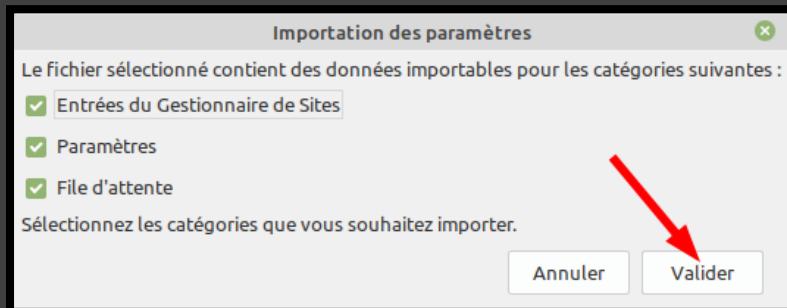 Importation des paramètres
Le fichier sélectionné contient des données importables pour les catégories suivantes :
Entrées du Gestionnaire de Sites
Paramètres
File d'attente
Sélectionnez les catégories que vous souhaitez importer.
Annuler Valider